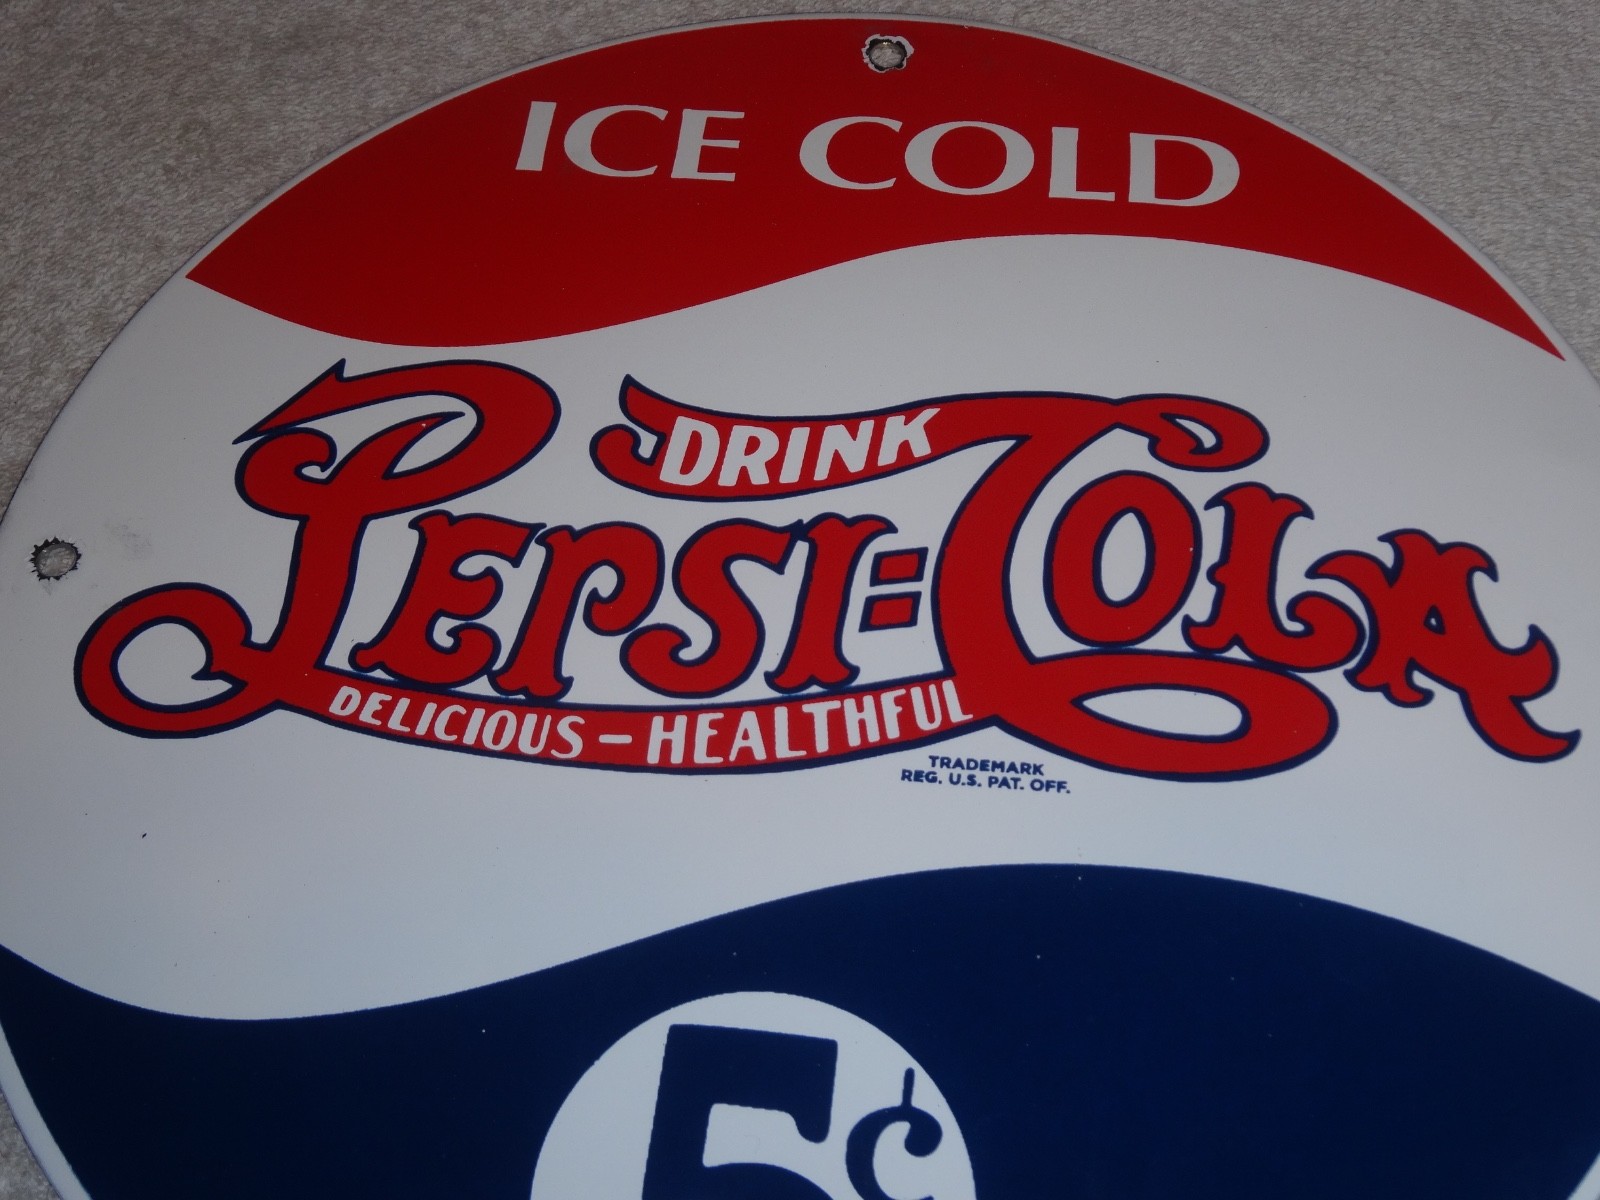 ICE COLD
DRINK
PEPSI=COLA
DELICIOUS-HEALTHFUL
TRADEMARK
REG. U.S. PAT. OFF.
5¢